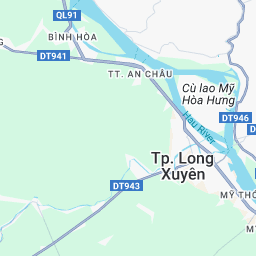 QL91
BÌNH HÒA
DT941
TT. AN CHÂU
Cù lao Mỹ
Hòa Hưng
Hau River
DT946
Tp. Long
Xuyên
DT943
MỸ THỚ